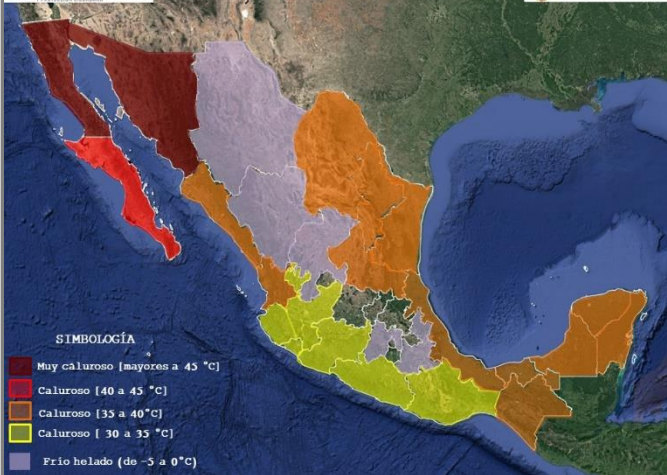 SIMBOLOGÍA
Muy caluroso [mayores a 45 °C]
Caluroso [40 a 45 °C]
Caluroso [35 a 40°C]
Caluroso [ 30 a 35 °C]
Frio helado (de -5 a 0°C)